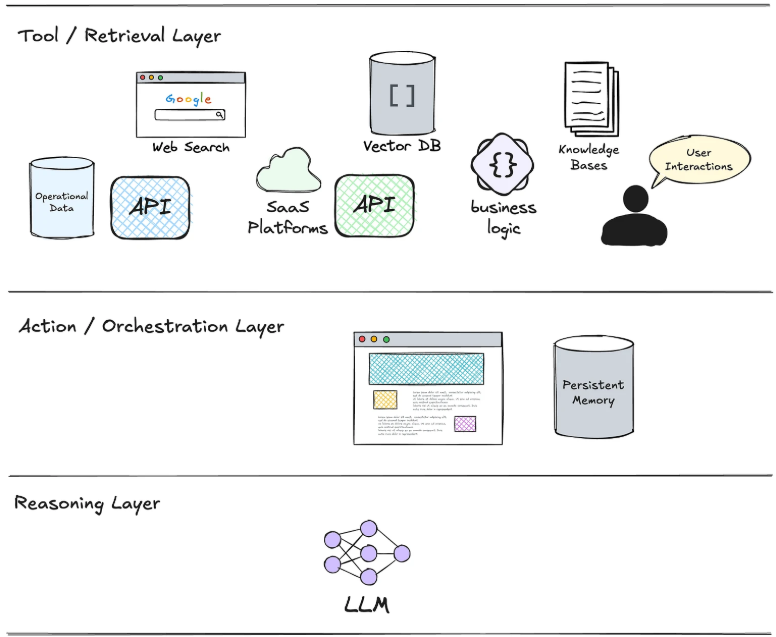 Tool / Retrieval Layer
Google
Web Search
[ ]
Vector DB
Knowledge
Bases
User
Interactions
Operational
Data
API
SaaS
Platforms
API
{}
business
logic
Action / Orchestration Layer
Persistent
Memory
Reasoning Layer
LLM